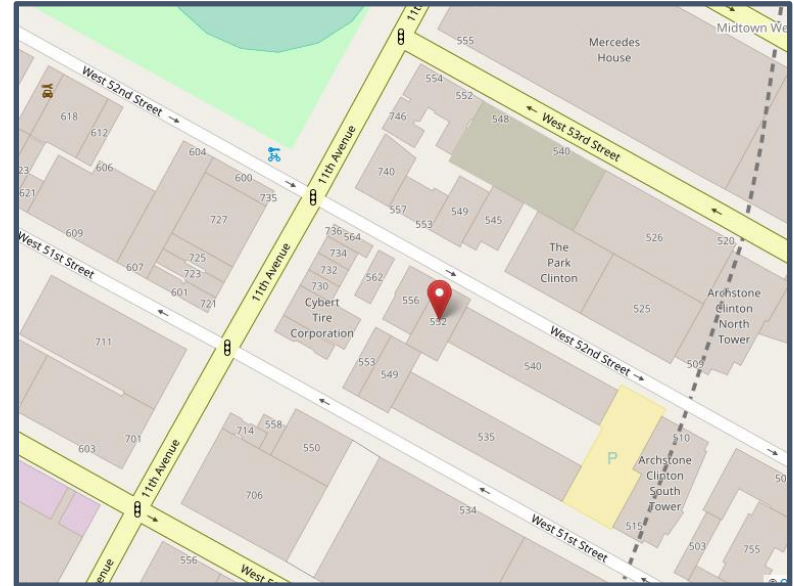 11th
555
Mercedes
House
Midtown We
West 52nd Street
618
612
606
604
600
735
554
552
746
548
540
West 53rd Street
740
557
553
549
545
621
609
607
727
725
723
601
721
11th Avenue
736
564
734
732
730
562
556
552
Cybert
Tire
Corporation
The
Park
Clinton
526
520
525
Archstone
Clinton
North
Tower
509
West 51st Street
711
553
549
540
West 52nd Street
603
701
11th Avenue
714
558
550
535
P
510
Archstone
Clinton
South
Tower
515
706
534
West 51st Street
503
755
556